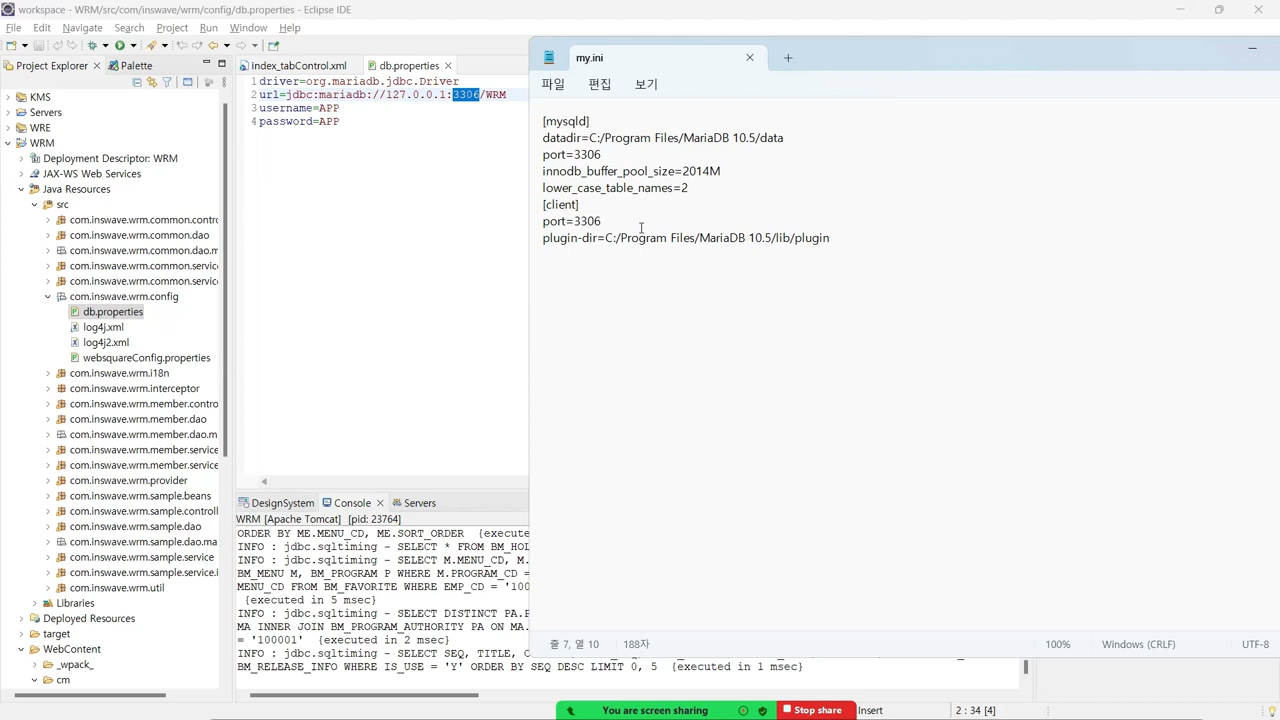 workspace - WRM/src/com/inswave/wrm/config/db.properties - Eclipse IDE
File Edit Navigate Search Project Run Window Help
Project Explorer
Palette
KMS
Servers
WRE
WRM
Deployment Descriptor: WRM
JAX-WS Web Services
Java Resources
src
com.inswave.wrm.common.contro
com.inswave.wrm.common.dao
com.inswave.wrm.common.dao.m
com.inswave.wrm.common.service
com.inswave.wrm.common.service
com.inswave.wrm.config
db.properties
log4j.xml
log4j2.xml
websquareConfig.properties
com.inswave.wrm.i18n
com.inswave.wrm.interceptor
com.inswave.wrm.member.contro
com.inswave.wrm.member.dao
com.inswave.wrm.member.dao.m
com.inswave.wrm.member.service
com.inswave.wrm.member.service
com.inswave.wrm.provider
com.inswave.wrm.sample.beans
com.inswave.wrm.sample.controll
com.inswave.wrm.sample.dao
com.inswave.wrm.sample.dao.ma
com.inswave.wrm.sample.service
com.inswave.wrm.sample.service.i
com.inswave.wrm.util
Libraries
Deployed Resources
target
WebContent
_wpack_
cm
index_tabControl.xml
db.properties
1 driver=org.mariadb.jdbc.Driver
2 url=jdbc:mariadb://127.0.0.1:3306/WRM
3 username=APP
4 password=APP
my.ini
파일 편집 보기
[mysqld]
datadir=C:/Program Files/MariaDB 10.5/data
port=3306
innodb_buffer_pool_size=2014M
lower_case_table_names=2
[client]
port=3306
plugin-dir=C:/Program Files/MariaDB 10.5/lib/plugin
줄 7, 열 10 188자 100% Windows (CRLF) UTF-8
DesignSystem Console Servers
WRM [Apache Tomcat] [pid: 23764]
ORDER BY ME.MENU_CD, ME.SORT_ORDER {execute
INFO : jdbc.sqltiming - SELECT * FROM BM_HOL
INFO : jdbc.sqltiming - SELECT M.MENU_CD, M.
BM_MENU M, BM_PROGRAM P WHERE M.PROGRAM_CD =
MENU_CD FROM BM_FAVORITE WHERE EMP_CD = '100
{executed in 5 msec}
INFO : jdbc.sqltiming - SELECT DISTINCT PA.P
MA INNER JOIN BM_PROGRAM_AUTHORITY PA ON MA.
= '100001' {executed in 2 msec}
INFO : jdbc.sqltiming - SELECT SEQ, TITLE, C
BM_RELEASE_INFO WHERE IS_USE = 'Y' ORDER BY SEQ DESC LIMIT 0, 5 {executed in 1 msec}
You are screen sharing
Stop share
Insert
2 : 34 [4]